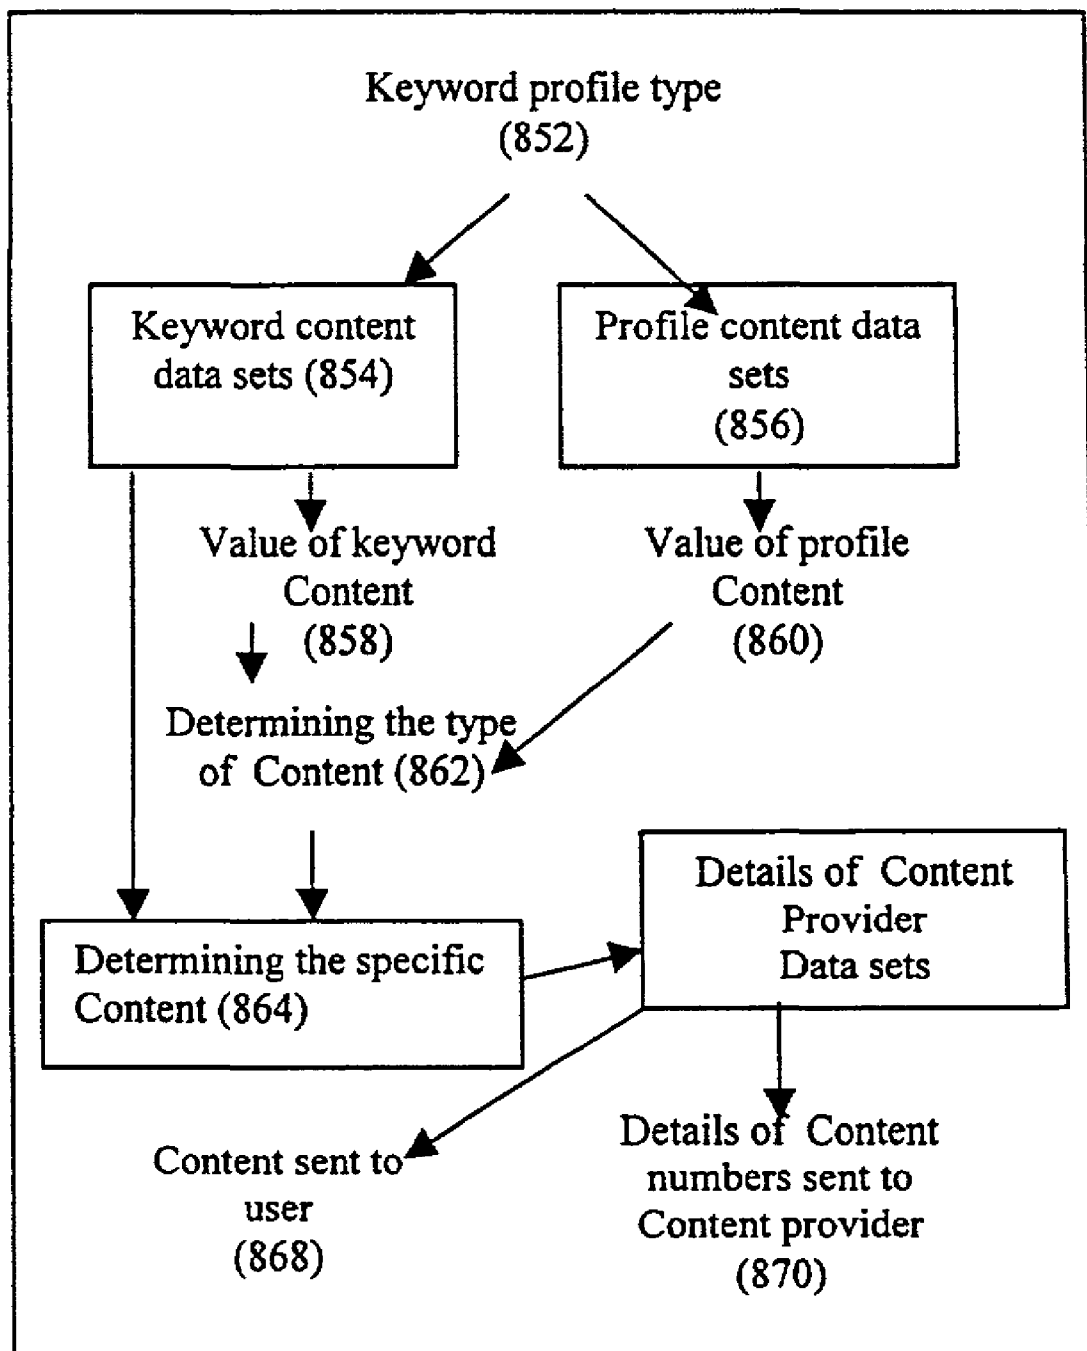 Keyword profile type
(852)
Keyword content
data sets (854)
Profile content data
sets
(856)
Value of keyword
Content
(858)
Value of profile
Content
(860)
Determining the type
of Content (862)
Determining the specific
Content (864)
Details of Content
Provider
Data sets
Content sent to
user
(868)
Details of Content
numbers sent to
Content provider
(870)